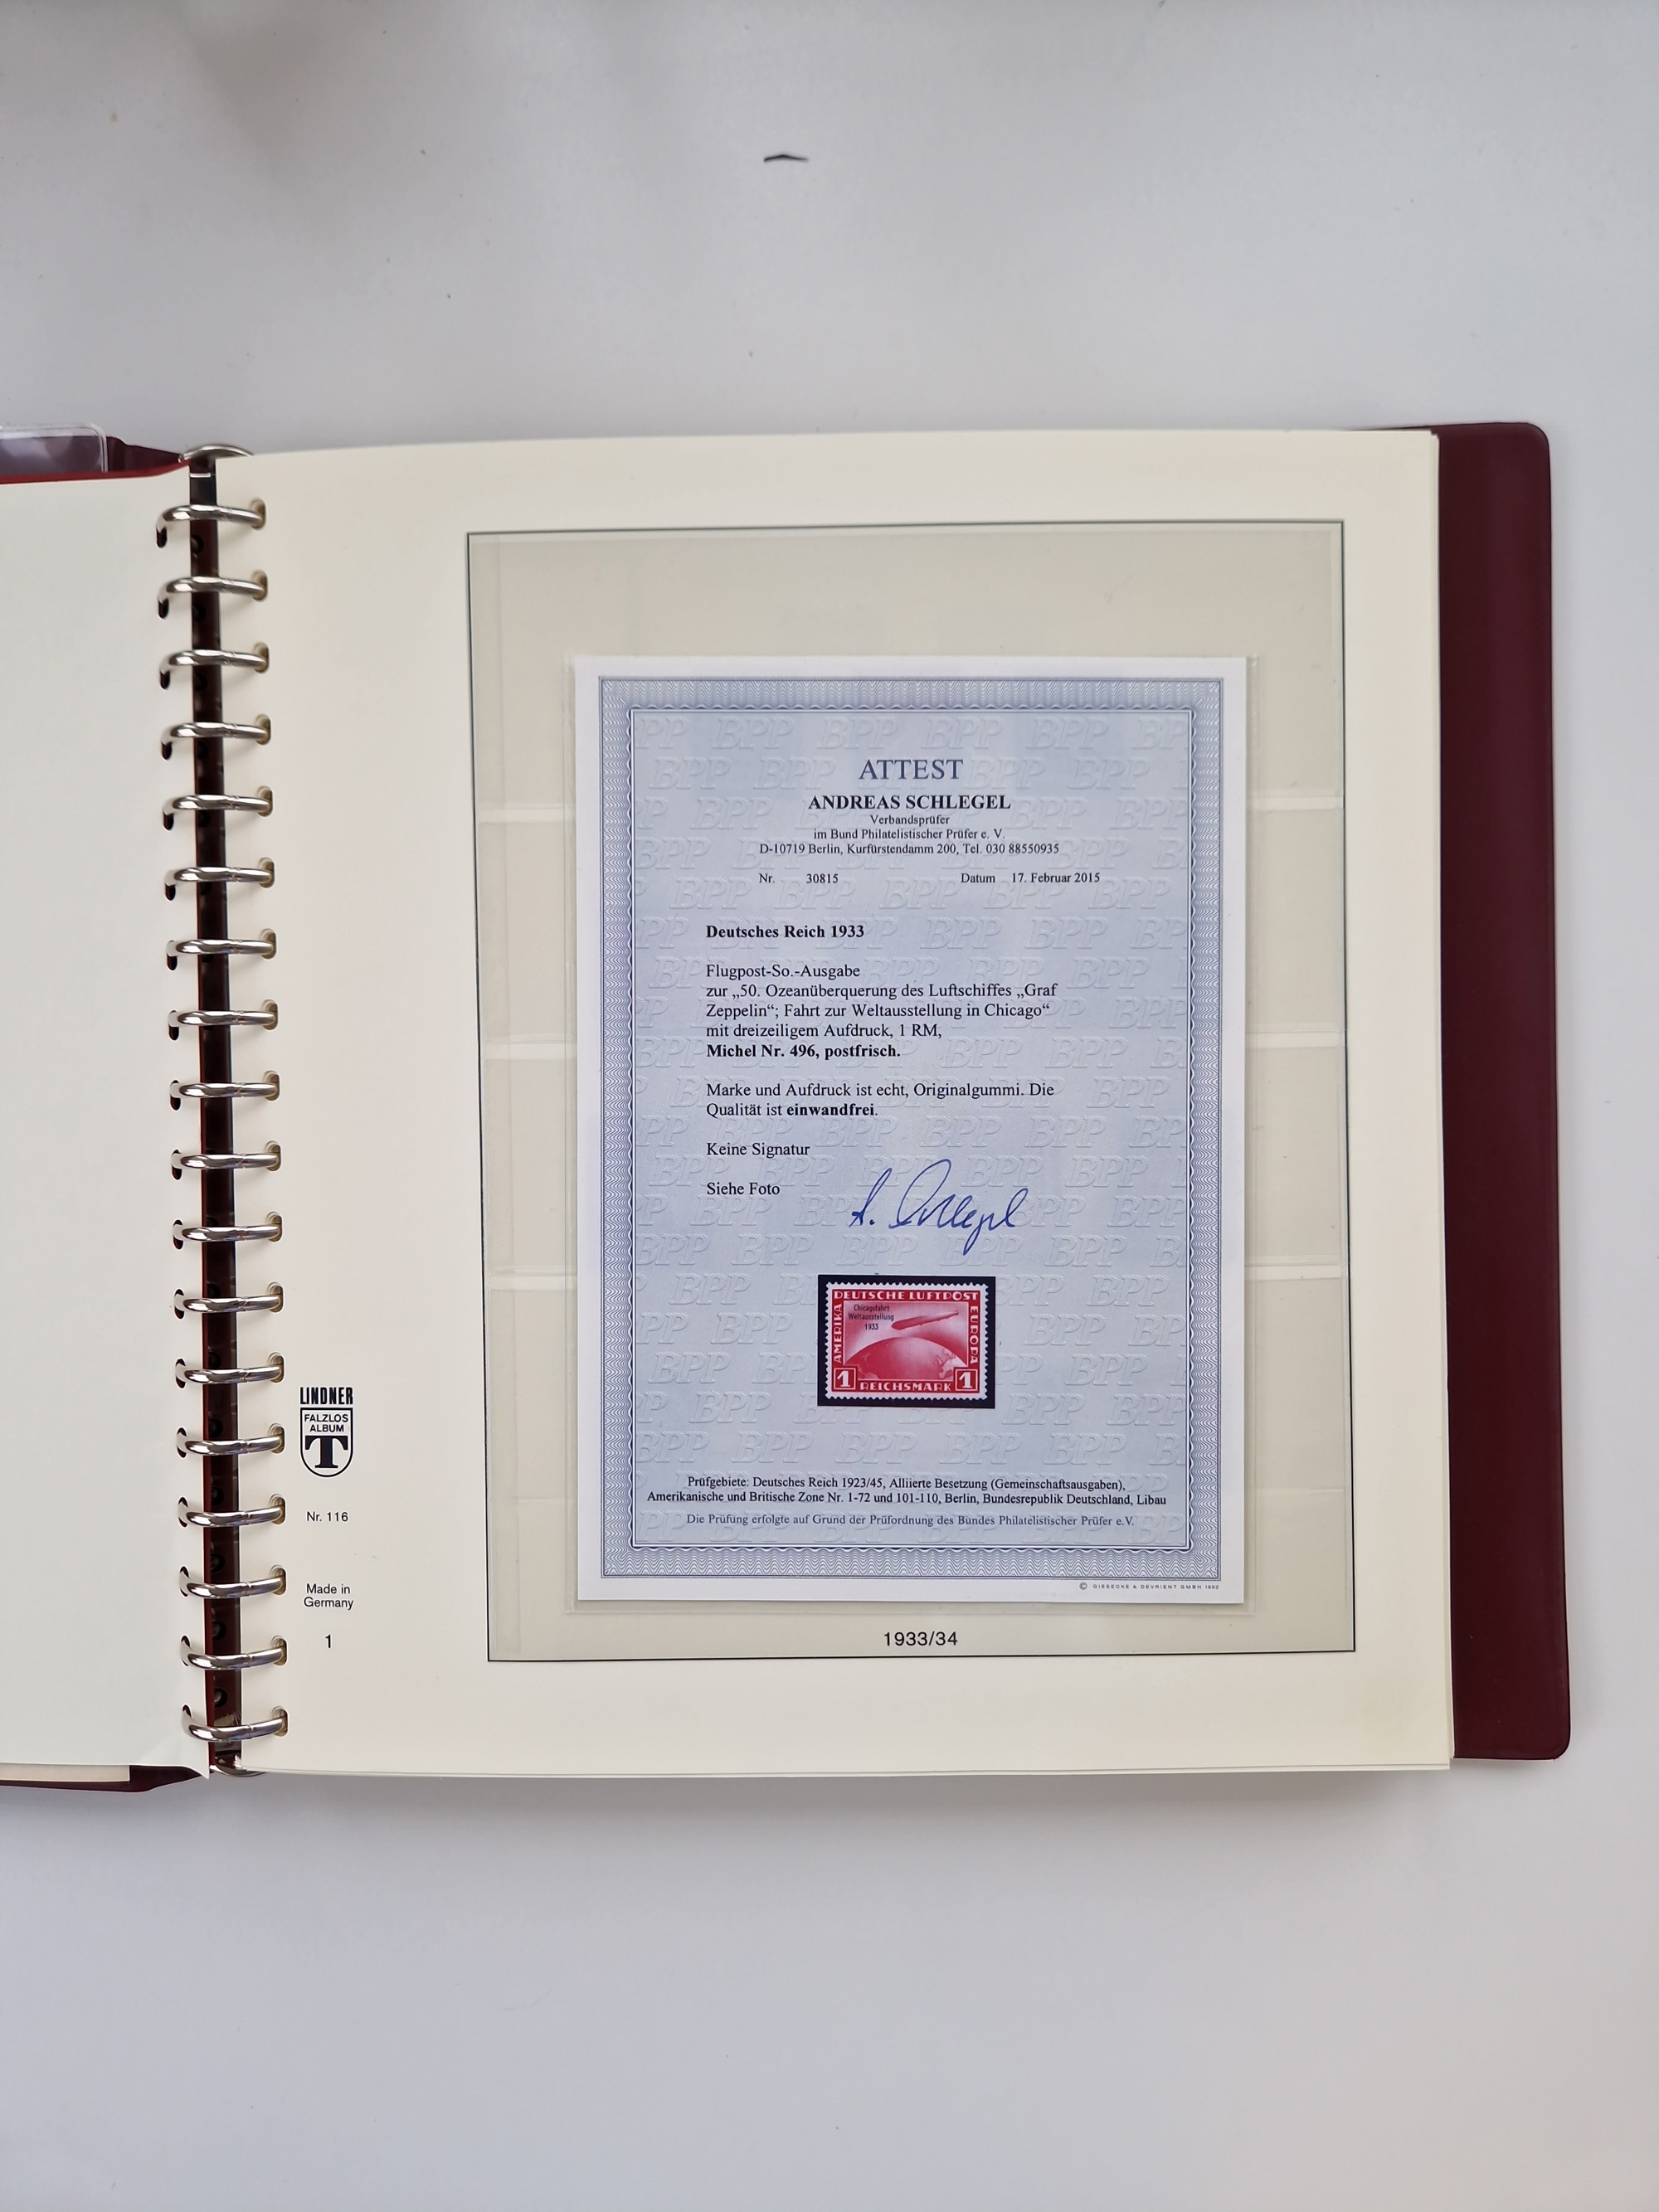 ATTEST
ANDREAS SCHLEGEL
Verbandsprüfer
im Bund Philatelistischer Prüfer e. V.
D-10719 Berlin, Kurfürstendamm 200, Tel. 030 88550935
Nr. 30815 Datum 17. Februar 2015
Deutsches Reich 1933
Flugpost-So.-Ausgabe
zur „50. Ozeanüberquerung des Luftschiffes „Graf
Zeppelin“; Fahrt zur Weltausstellung in Chicago“
mit dreizeiligem Aufdruck, 1 RM,
Michel Nr. 496, postfrisch.
Marke und Aufdruck ist echt, Originalgummi. Die
Qualität ist einwandfrei.
Keine Signatur
Siehe Foto
A. Schlegel
DEUTSCHE LUFTPOST
Chicagofahrt
Weltausstellung
1933
AMERIKA
EUROPA
1 REICHSMARK 1
Prüfgebiete: Deutsches Reich 1923/45, Alliierte Besetzung (Gemeinschaftsausgaben),
Amerikanische und Britische Zone Nr. 1-72 und 101-110, Berlin, Bundesrepublik Deutschland, Libau
Die Prüfung erfolgte auf Grund der Prüfordnung des Bundes Philatelistischer Prüfer e.V.
© GIESECKE & DEVRIENT GMBH 1992
1933/34
LINDNER
FALZLOS
ALBUM
T
Nr. 116
Made in
Germany
1